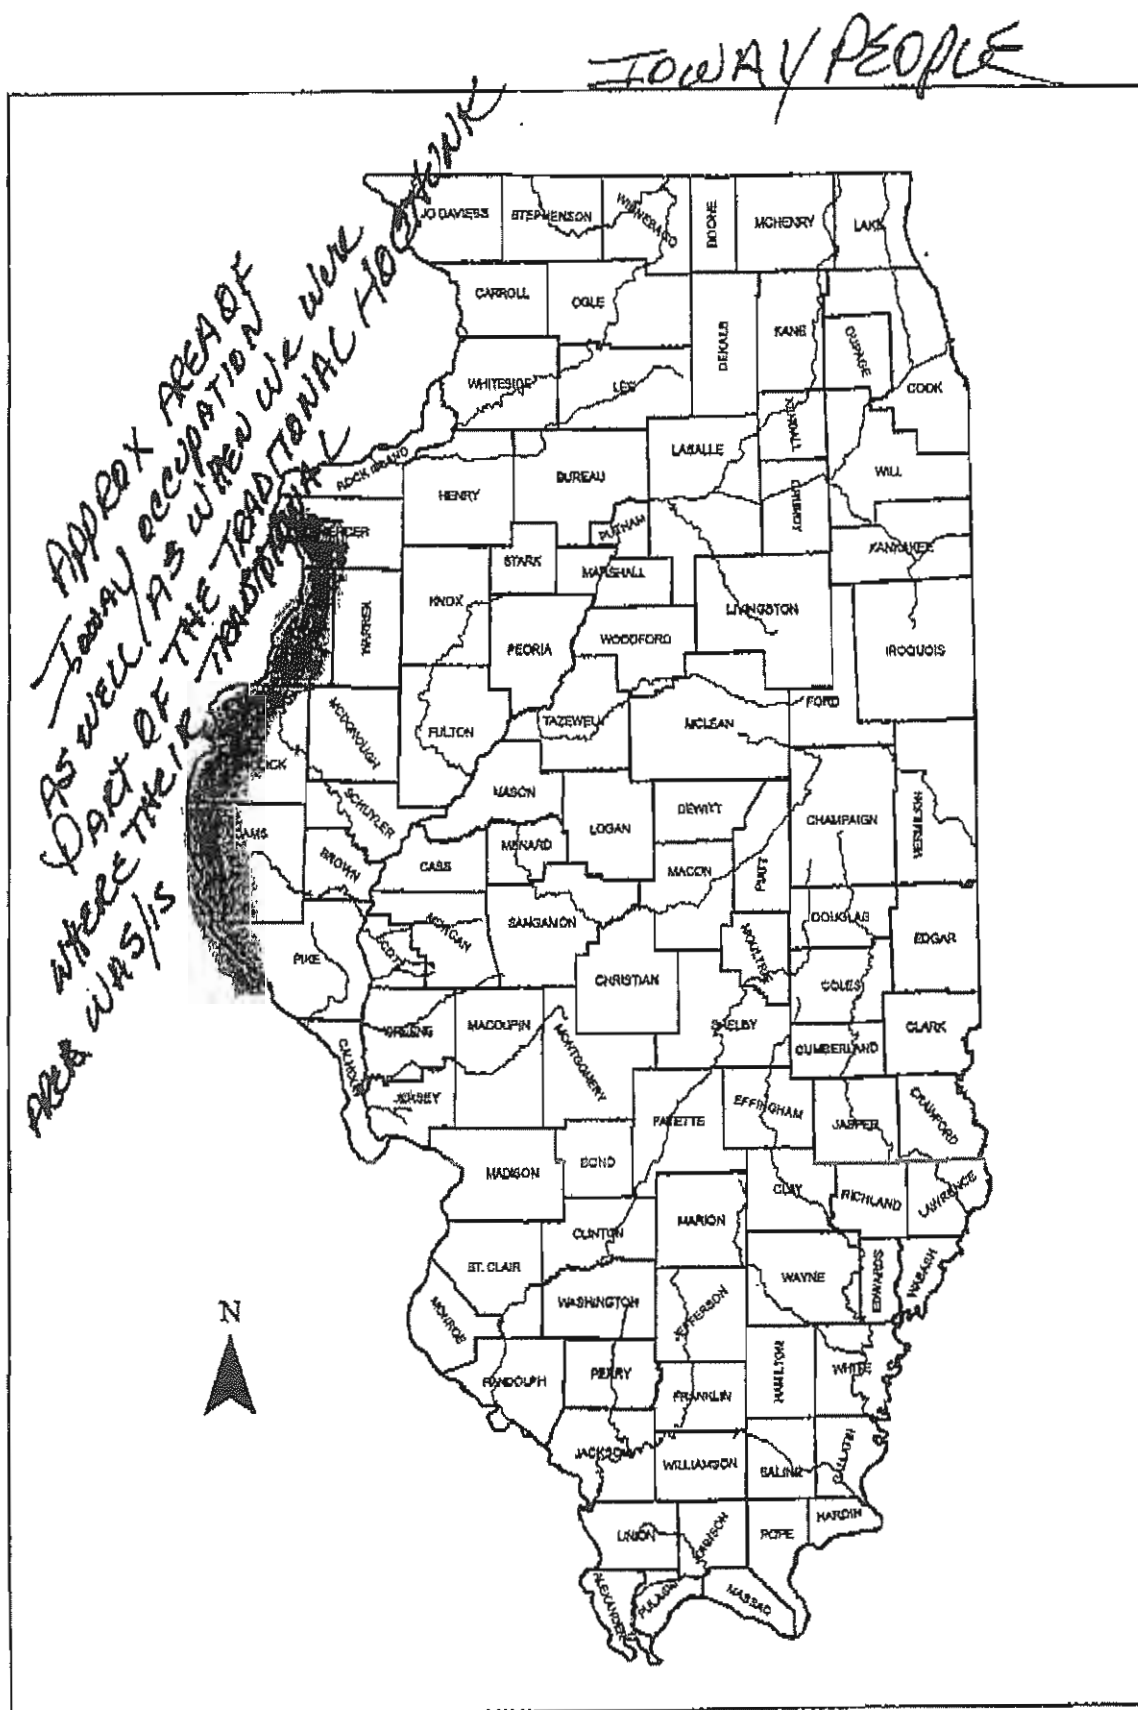 IOWAY PEOPLE
APPROX AREA OF
IOWAY OCCUPATION
AS WELL AS WHEN WE WERE
PART OF THE TRADITIONAL HO CHUNK
WHERE THEIR TRADITIONAL
AREA WAS/IS
JO DAVIESS
STEPHENSON
WINNEBAGO
BOONE
MCHENRY
LAKE
CARROLL
OGLE
DEKALB
KANE
DUPAGE
COOK
WHITESIDE
LEE
KENDALL
ROCK ISLAND
HENRY
BUREAU
LASALLE
GRUNDY
WILL
MERCER
PUTNAM
KANKAKEE
STARK
MARSHALL
WARREN
KNOX
PEORIA
WOODFORD
LIVINGSTON
IROQUOIS
MCDONOUGH
FULTON
TAZEWELL
MCLEAN
FORD
MASON
SCHUYLER
LOGAN
DEWITT
CHAMPAIGN
VERMILION
BROWN
CASS
MENARD
MACON
PIATT
PIKE
SCOTT
MORGAN
SANGAMON
CHRISTIAN
MOULTRIE
DOUGLAS
EDGAR
COLES
CALHOUN
GREENE
MACOUPIN
MONTGOMERY
SHELBY
CUMBERLAND
CLARK
JERSEY
FAYETTE
EFFINGHAM
JASPER
CRAWFORD
MADISON
BOND
CLAY
RICHLAND
LAWRENCE
CLINTON
MARION
ST. CLAIR
WASHINGTON
JEFFERSON
WAYNE
EDWARDS
WABASH
MONROE
N
RANDOLPH
PERRY
FRANKLIN
HAMILTON
WHITE
JACKSON
WILLIAMSON
SALINE
GALLATIN
UNION
JOHNSON
POPE
HARDIN
ALEXANDER
PULASKI
MASSAC